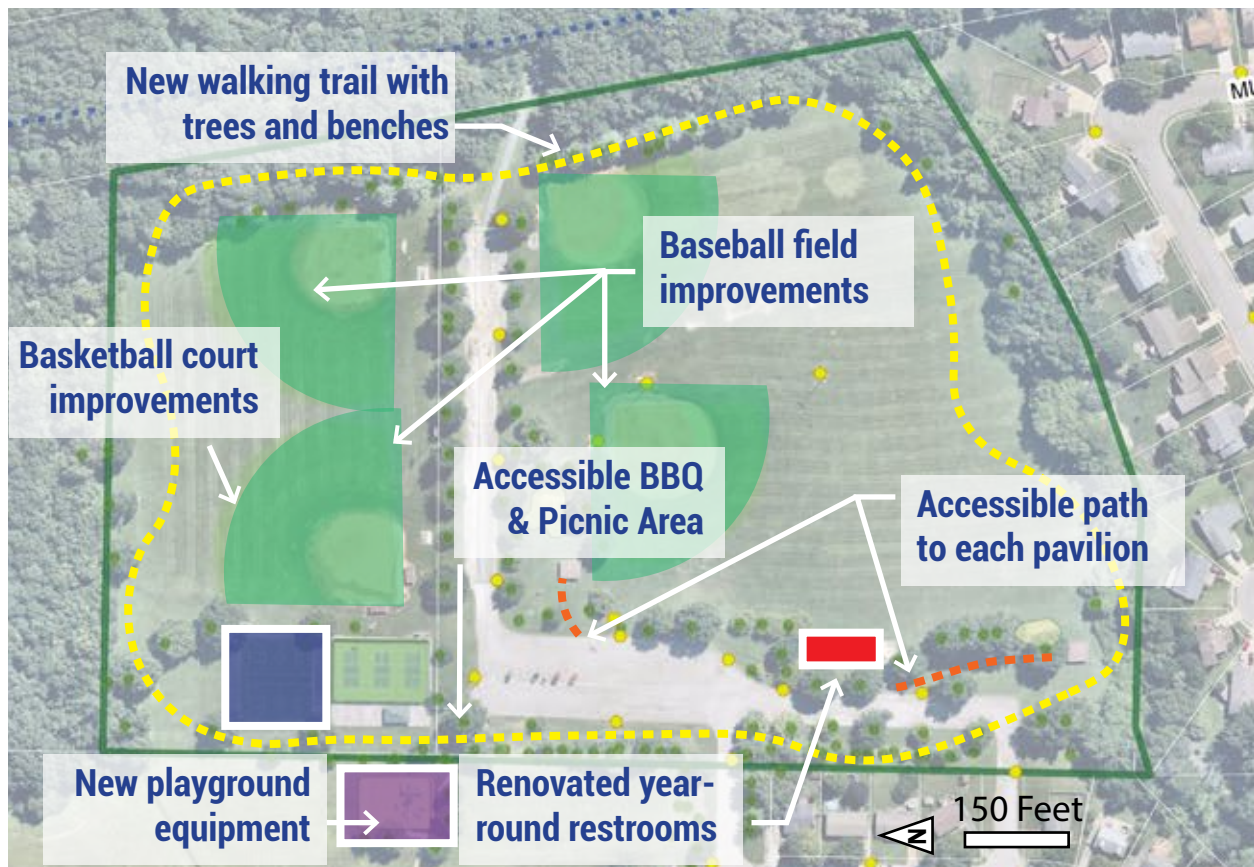 New walking trail with
trees and benches
MU
Baseball field
improvements
Basketball court
improvements
Accessible BBQ
& Picnic Area
Accessible path
to each pavilion
New playground
equipment
Renovated year-
round restrooms
N
150 Feet